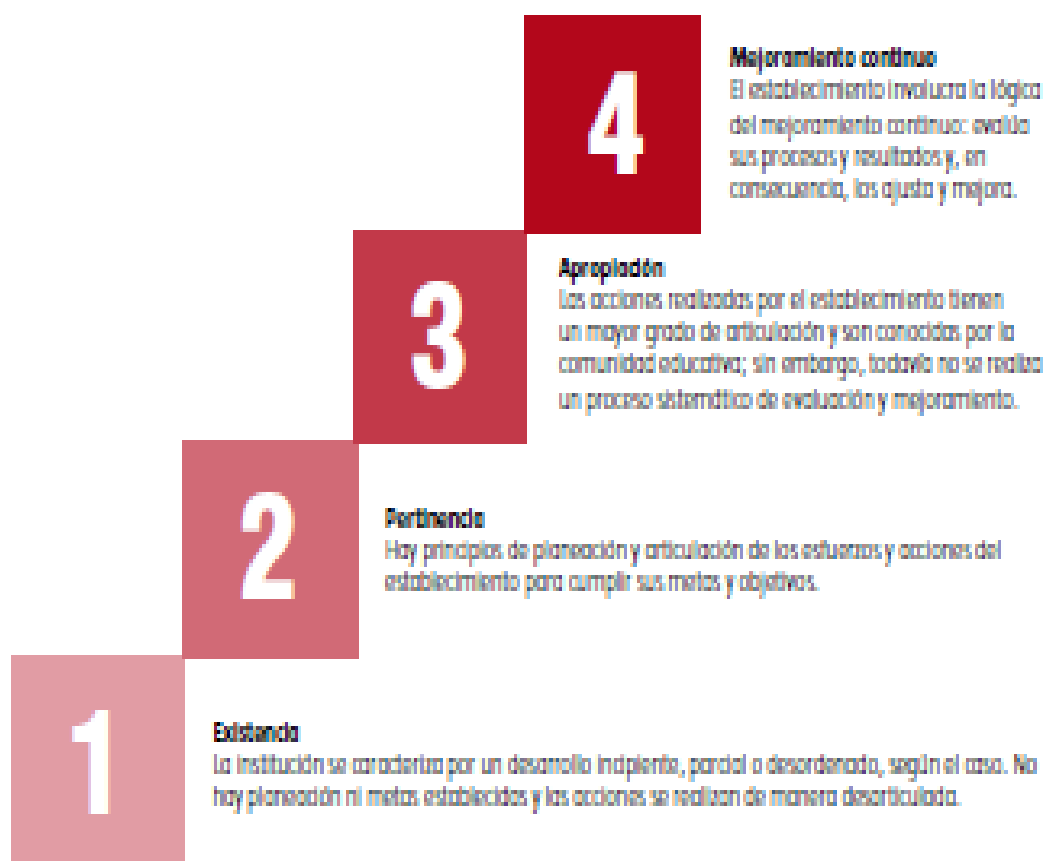 4
Mejoramiento continuo
El establecimiento involucra la lógica
del mejoramiento continuo: evalúa
sus procesos y resultados y, en
consecuencia, los ajusta y mejora.
3
Apropiación
Las acciones realizadas por el establecimiento tienen
un mayor grado de articulación y son conocidas por la
comunidad educativa; sin embargo, todavía no se realiza
un proceso sistemático de evaluación y mejoramiento.
2
Pertinencia
Hay principios de planeación y articulación de los esfuerzos y acciones del
establecimiento para cumplir sus metas y objetivos.
1
Existencia
La institución se caracteriza por un desarrollo incipiente, parcial o desordenado, según el caso. No
hay planeación ni metas establecidas y las acciones se realizan de manera desarticulada.